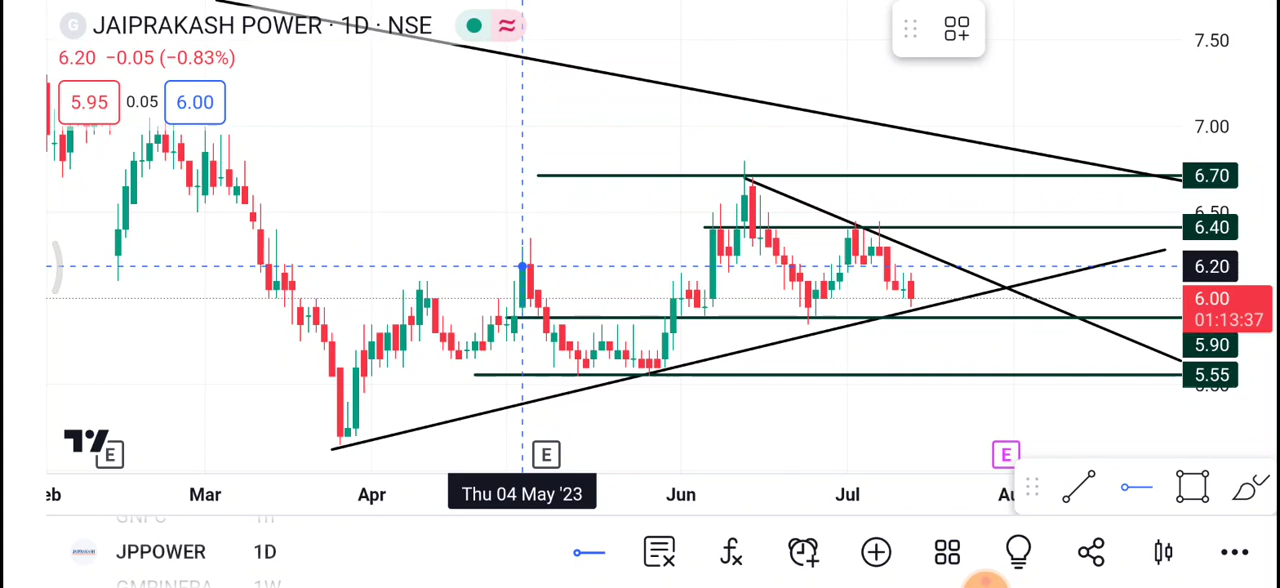 G JAIPRAKASH POWER · 1D · NSE
6.20 −0.05 (−0.83%)
5.95 0.05 6.00
7.50
7.00
6.70
6.50
6.40
6.20
6.00
01:13:37
5.90
5.55
E E E
Mar Apr Thu 04 May '23 Jun Jul
JPPOWER 1D